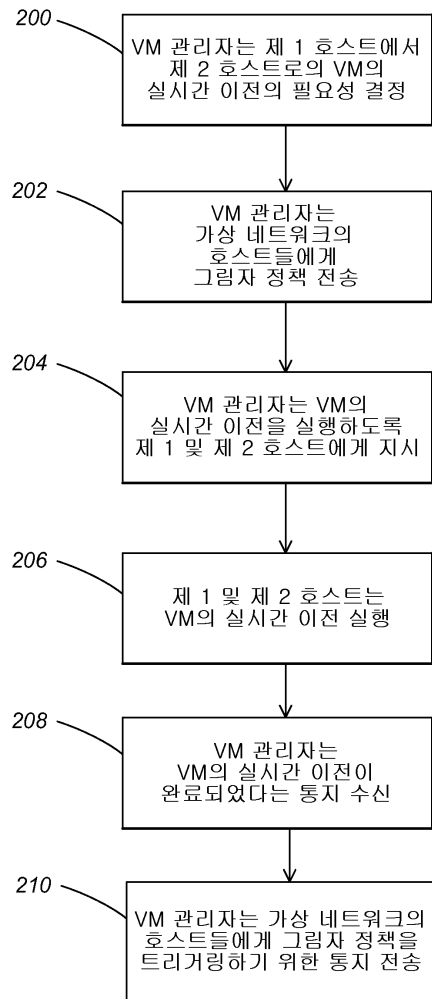 200
VM 관리자는 제 1 호스트에서
제 2 호스트로의 VM의
실시간 이전의 필요성 결정
202
VM 관리자는
가상 네트워크의
호스트들에게
그림자 정책 전송
204
VM 관리자는 VM의
실시간 이전을 실행하도록
제 1 및 제 2 호스트에게 지시
206
제 1 및 제 2 호스트는
VM의 실시간 이전 실행
208
VM 관리자는
VM의 실시간 이전이
완료되었다는 통지 수신
210
VM 관리자는 가상 네트워크의
호스트들에게 그림자 정책을
트리거링하기 위한 통지 전송